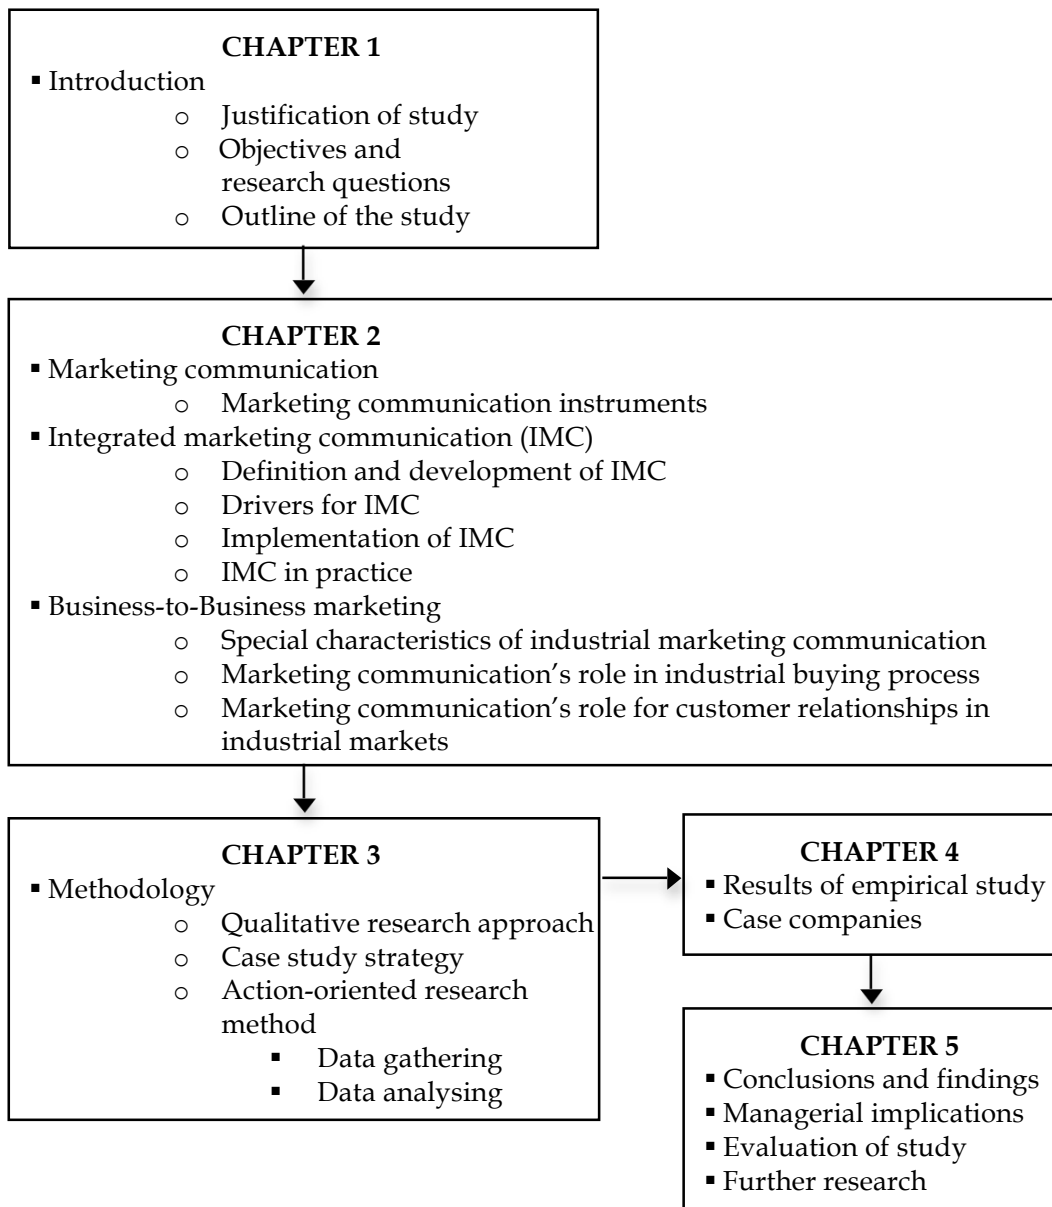 CHAPTER 1
▪ Introduction
o Justification of study
o Objectives and
research questions
o Outline of the study
CHAPTER 2
▪ Marketing communication
o Marketing communication instruments
▪ Integrated marketing communication (IMC)
o Definition and development of IMC
o Drivers for IMC
o Implementation of IMC
o IMC in practice
▪ Business-to-Business marketing
o Special characteristics of industrial marketing communication
o Marketing communication’s role in industrial buying process
o Marketing communication’s role for customer relationships in
industrial markets
CHAPTER 3
▪ Methodology
o Qualitative research approach
o Case study strategy
o Action-oriented research
method
▪ Data gathering
▪ Data analysing
CHAPTER 4
▪ Results of empirical study
▪ Case companies
CHAPTER 5
▪ Conclusions and findings
▪ Managerial implications
▪ Evaluation of study
▪ Further research